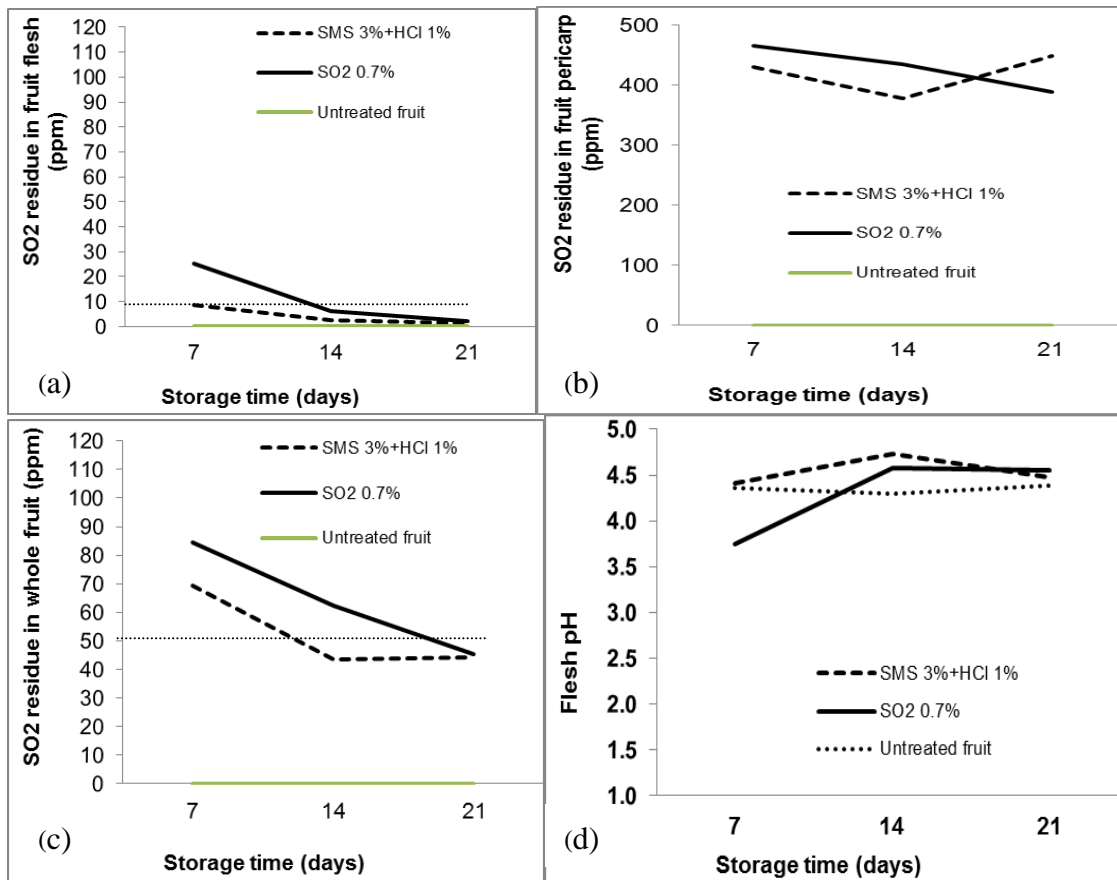 SO2 residue in fruit flesh
(ppm)
120
110
100
90
80
70
60
50
40
30
20
10
0
SMS 3%+HCl 1%
SO2 0.7%
Untreated fruit
7 14 21
(a)
Storage time (days)
SO2 residue in fruit pericarp
(ppm)
500
400
300
200
100
0
SMS 3%+HCl 1%
SO2 0.7%
Untreated fruit
7 14 21
(b)
Storage time (days)
SO2 residue in whole fruit (ppm)
120
110
100
90
80
70
60
50
40
30
20
10
0
SMS 3%+HCl 1%
SO2 0.7%
Untreated fruit
7 14 21
(c)
Storage time (days)
Flesh pH
5.0
4.5
4.0
3.5
3.0
2.5
2.0
1.5
1.0
SMS 3%+HCl 1%
SO2 0.7%
Untreated fruit
7 14 21
(d)
Storage time (days)